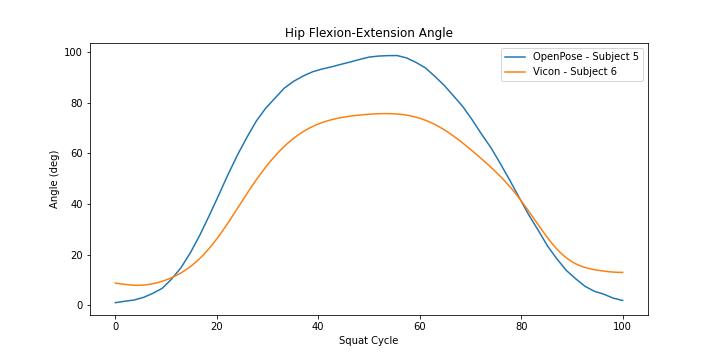 Hip Flexion-Extension Angle
OpenPose - Subject 5
Vicon - Subject 6
100
80
60
40
20
0
Angle (deg)
0 20 40 60 80 100
Squat Cycle